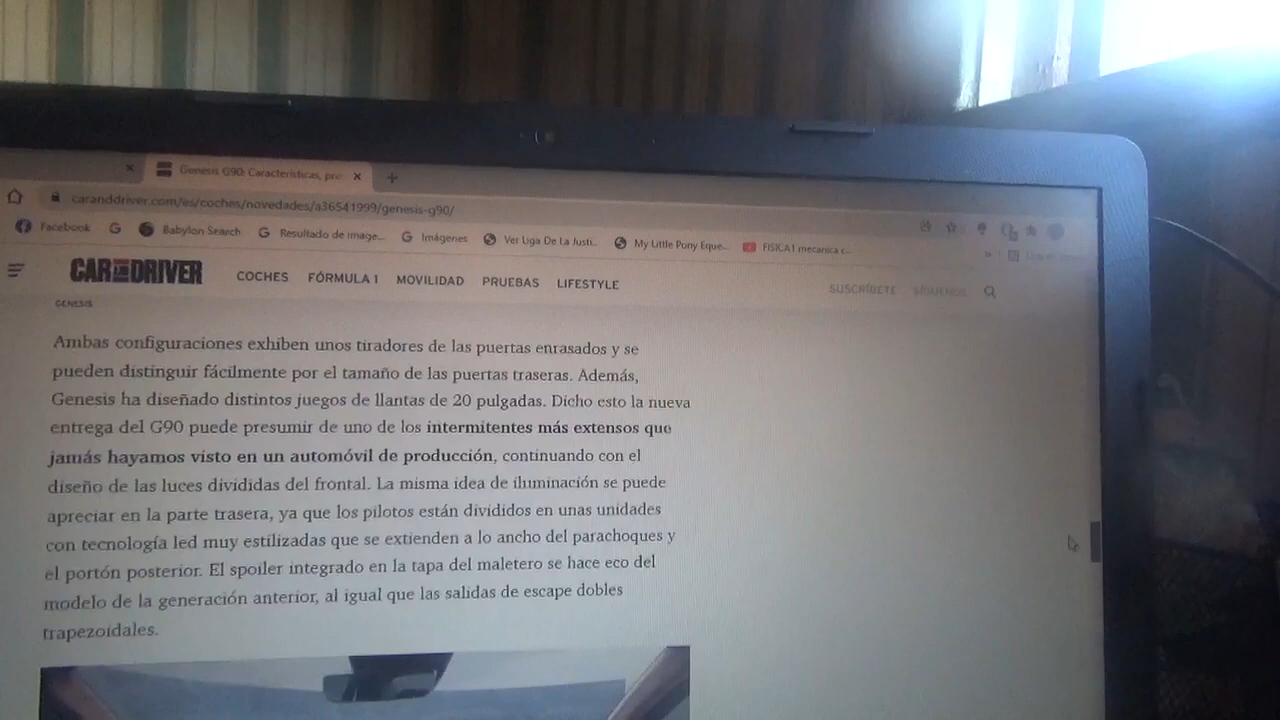 Genesis G90: Características, pre
caranddriver.com/es/coches/novedades/a36541999/genesis-g90/
Facebook
Babylon Search
Resultado de image...
Imágenes
Ver Liga De La Justi...
My Little Pony Eque...
FISICA I mecanica c...
CAR AND DRIVER
COCHES
FÓRMULA 1
MOVILIDAD
PRUEBAS
LIFESTYLE
SUSCRÍBETE
SÍGUENOS
GENESIS
Ambas configuraciones exhiben unos tiradores de las puertas enrasados y se
pueden distinguir fácilmente por el tamaño de las puertas traseras. Además,
Genesis ha diseñado distintos juegos de llantas de 20 pulgadas. Dicho esto la nueva
entrega del G90 puede presumir de uno de los intermitentes más extensos que
jamás hayamos visto en un automóvil de producción, continuando con el
diseño de las luces divididas del frontal. La misma idea de iluminación se puede
apreciar en la parte trasera, ya que los pilotos están divididos en unas unidades
con tecnología led muy estilizadas que se extienden a lo ancho del parachoques y
el portón posterior. El spoiler integrado en la tapa del maletero se hace eco del
modelo de la generación anterior, al igual que las salidas de escape dobles
trapezoidales.